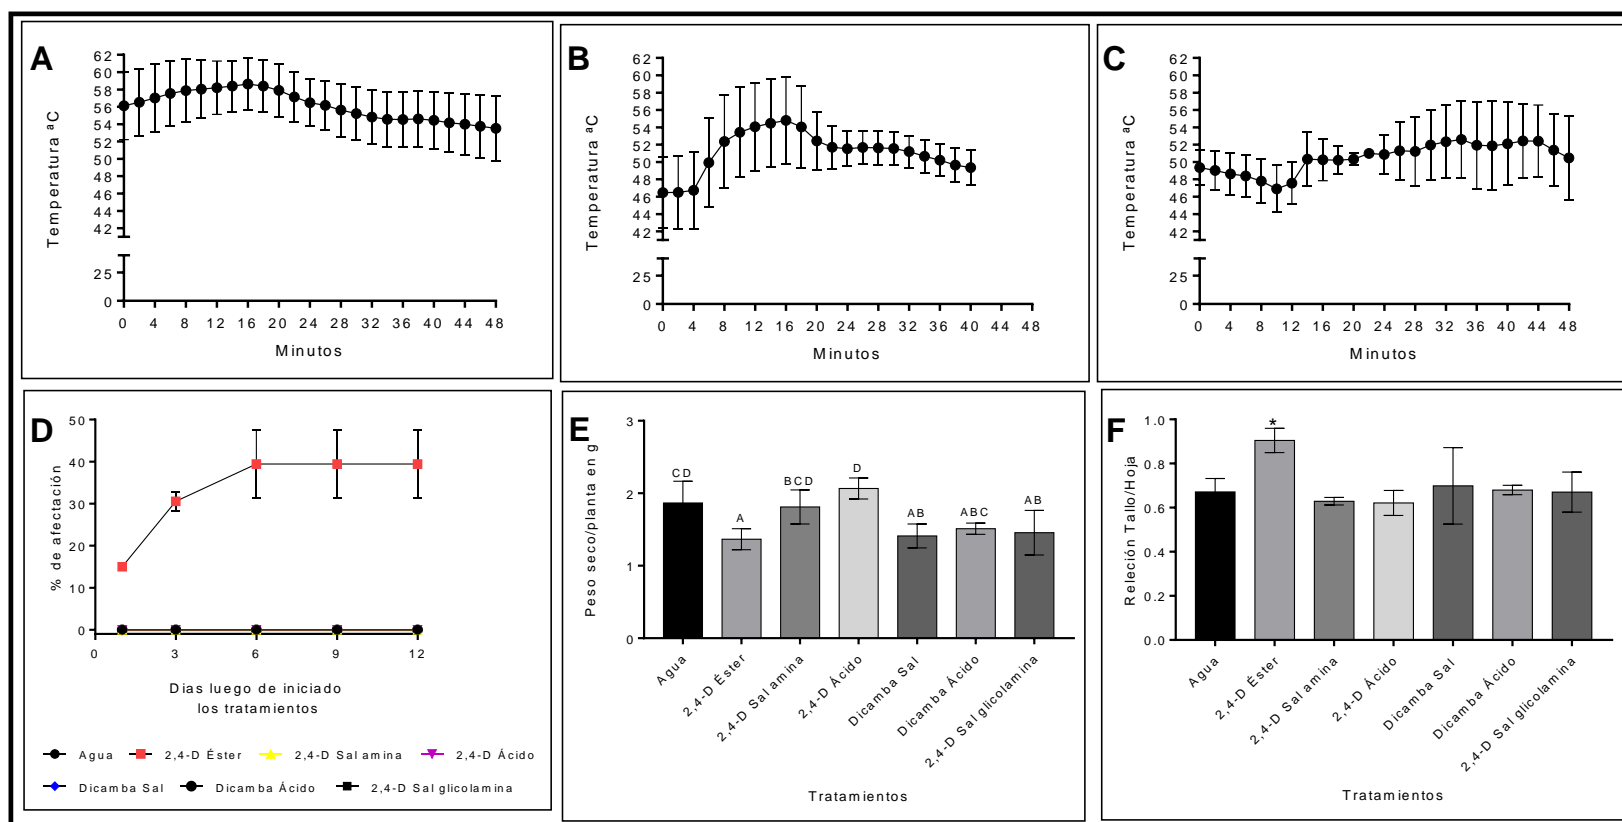 A
Temperatura ªC
62
60
58
56
54
52
50
48
46
44
42
25
0
0 4 8 12 16 20 24 28 32 36 40 44 48
Minutos
B
Temperatura ªC
62
60
58
56
54
52
50
48
46
44
42
25
0
0 4 8 12 16 20 24 28 32 36 40 44 48
Minutos
C
Temperatura ªC
62
60
58
56
54
52
50
48
46
44
42
25
0
0 4 8 12 16 20 24 28 32 36 40 44 48
Minutos
D
% de afectación
50
40
30
20
10
0
0 3 6 9 12
Dias luego de iniciado
los tratamientos
Agua 2,4-D Éster 2,4-D Sal amina 2,4-D Ácido
Dicamba Sal Dicamba Ácido 2,4-D Sal glicolamina
E
Peso seco/planta en g
3
2
1
0
CD A BCD D AB ABC AB
Agua
2,4-D Éster
2,4-D Sal amina
2,4-D Ácido
Dicamba Sal
Dicamba Ácido
2,4-D Sal glicolamina
Tratamientos
F
Releción Tallo/Hoja
1.0
0.8
0.6
0.4
0.2
0.0
*
Agua
2,4-D Éster
2,4-D Sal amina
2,4-D Ácido
Dicamba Sal
Dicamba Ácido
2,4-D Sal glicolamina
Tratamientos